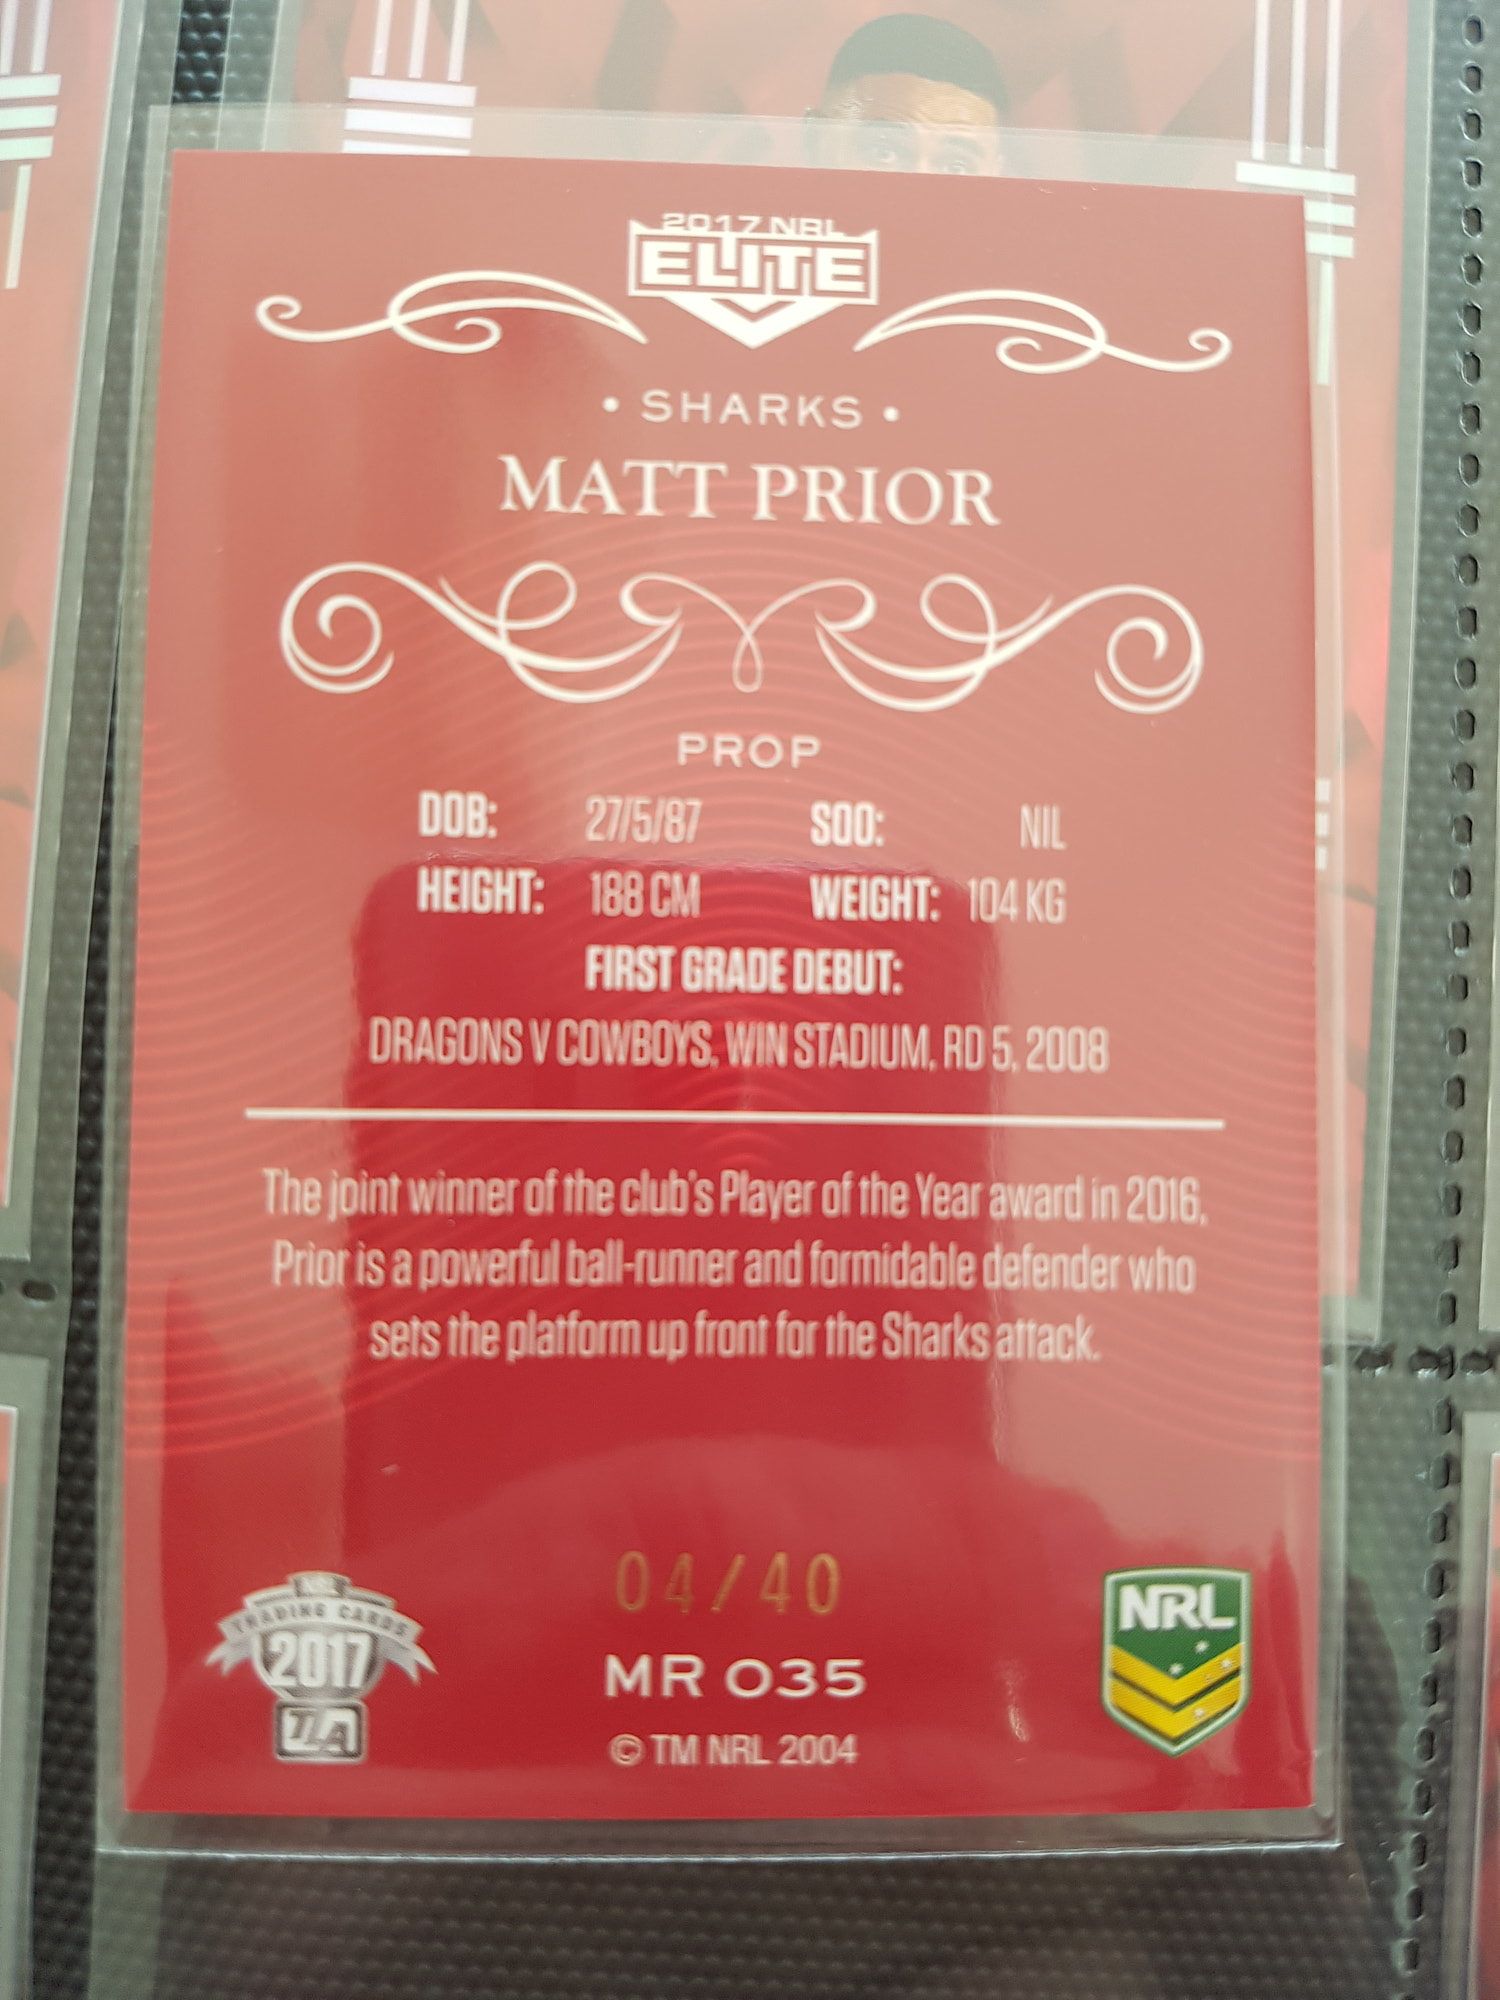 2017 NRL
ELITE
• SHARKS •
MATT PRIOR
PROP
DOB: 27/5/87 SOO: NIL
HEIGHT: 188 CM WEIGHT: 104 KG
FIRST GRADE DEBUT:
DRAGONS V COWBOYS, WIN STADIUM, RD 5, 2008
The joint winner of the club's Player of the Year award in 2016,
Prior is a powerful ball-runner and formidable defender who
sets the platform up front for the Sharks attack.
04/40
NRL
TRADING CARDS
2017
TLA
MR 035
© TM NRL 2004
NRL